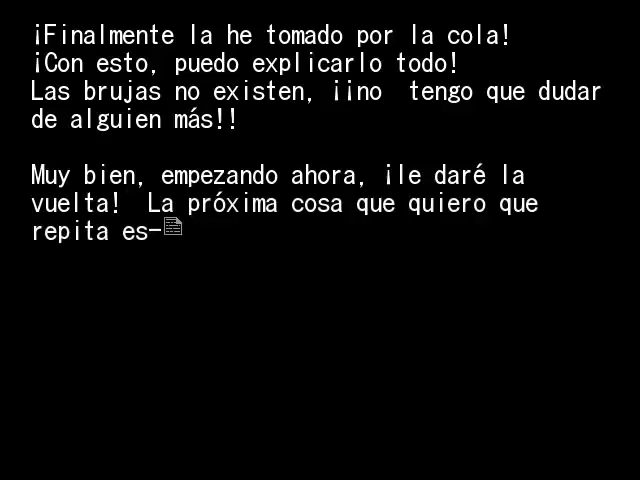 ¡Finalmente la he tomado por la cola!
¡Con esto, puedo explicarlo todo!
Las brujas no existen, ¡¡no  tengo que dudar
de alguien más!!
Muy bien, empezando ahora, ¡le daré la
vuelta!  La próxima cosa que quiero que
repita es—